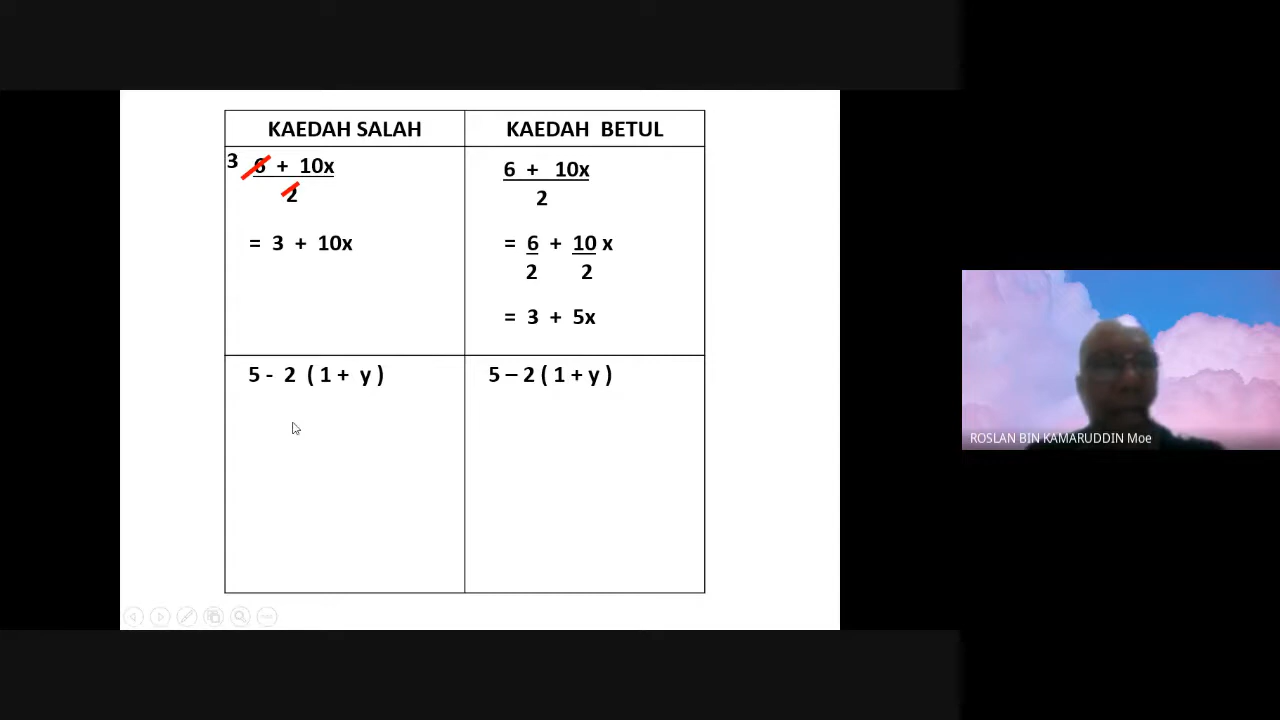 KAEDAH SALAH
KAEDAH BETUL
3 6 + 10x
2
= 3 + 10x
6 + 10x
2
= 6 + 10 x
2 2
= 3 + 5x
5 - 2 ( 1 + y )
5 – 2 ( 1 + y )
ROSLAN BIN KAMARUDDIN Moe